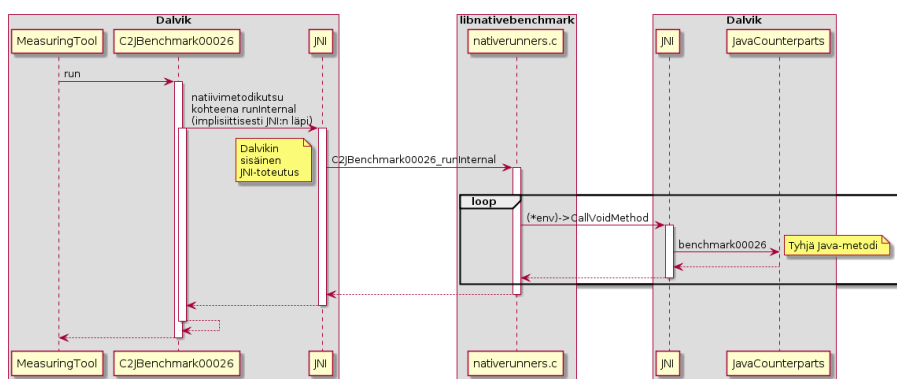 Dalvik
libnativebenchmark
Dalvik
MeasuringTool
C2JBenchmark00026
JNI
nativerunners.c
JNI
JavaCounterparts
run
natiivimetodikutsu
kohteena runInternal
(implisiittisesti JNI:n läpi)
Dalvikin
sisäinen
JNI-toteutus
C2JBenchmark00026_runInternal
loop
(*env)->CallVoidMethod
benchmark00026
Tyhjä Java-metodi
MeasuringTool
C2JBenchmark00026
JNI
nativerunners.c
JNI
JavaCounterparts